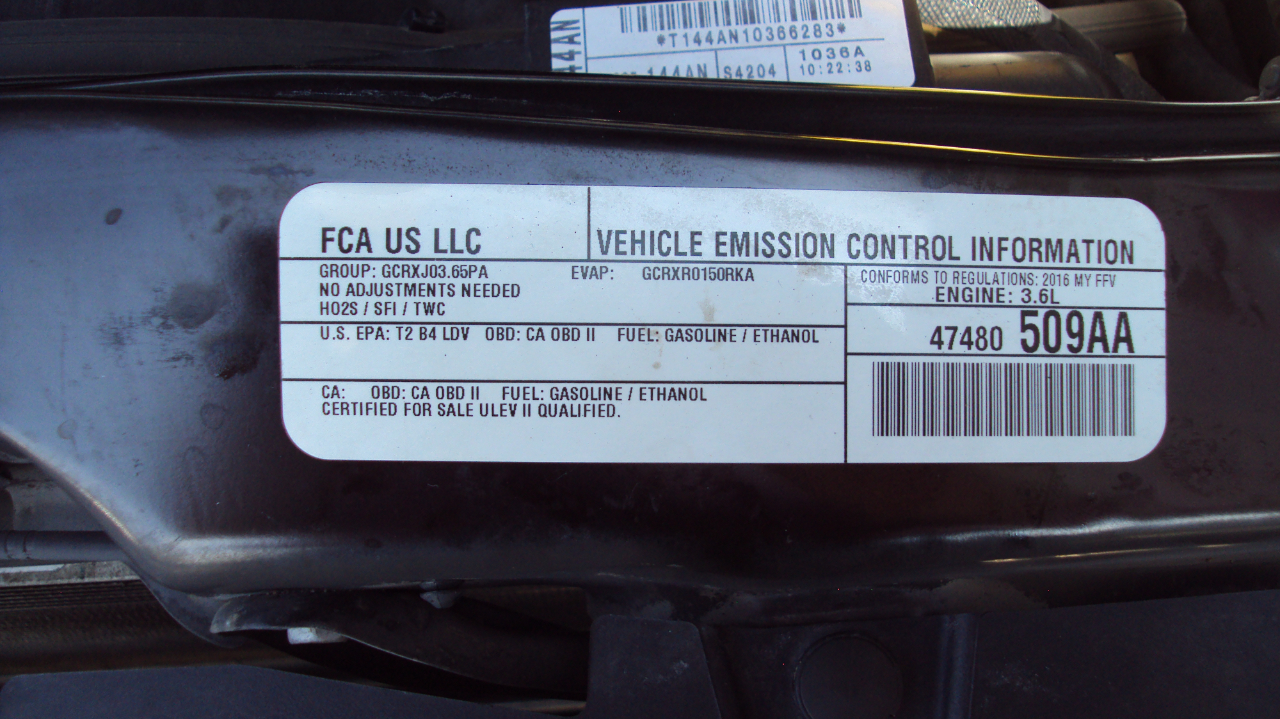 44AN
*T144AN10366283*
144AN S4204 1036A
10:22:38
FCA US LLC
VEHICLE EMISSION CONTROL INFORMATION
GROUP: GCRXJ03.65PA EVAP: GCRXR0150RKA
NO ADJUSTMENTS NEEDED
HO2S / SFI / TWC
CONFORMS TO REGULATIONS: 2016 MY FFV
ENGINE: 3.6L
U.S. EPA: T2 B4 LDV OBD: CA OBD II FUEL: GASOLINE / ETHANOL
47480 509AA
CA: OBD: CA OBD II FUEL: GASOLINE / ETHANOL
CERTIFIED FOR SALE ULEV II QUALIFIED.